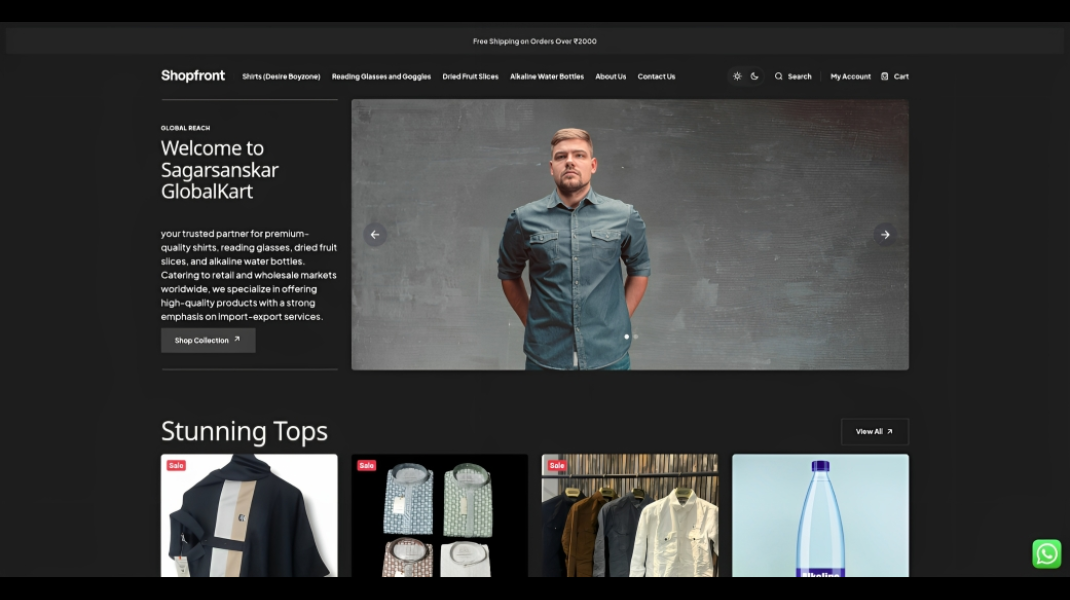 Free Shipping on Orders Over ₹2000
Shopfront
Shirts (Desire Boyzone)
Reading Glasses and Goggles
Dried Fruit Slices
Alkaline Water Bottles
About Us
Contact Us
Search
My Account
Cart
GLOBAL REACH
Welcome to
Sagarsanskar
GlobalKart
your trusted partner for premium-
quality shirts, reading glasses, dried fruit
slices, and alkaline water bottles.
Catering to retail and wholesale markets
worldwide, we specialize in offering
high-quality products with a strong
emphasis on import-export services.
Shop Collection
Stunning Tops
View All
Sale
Sale
Sale
Alkaline